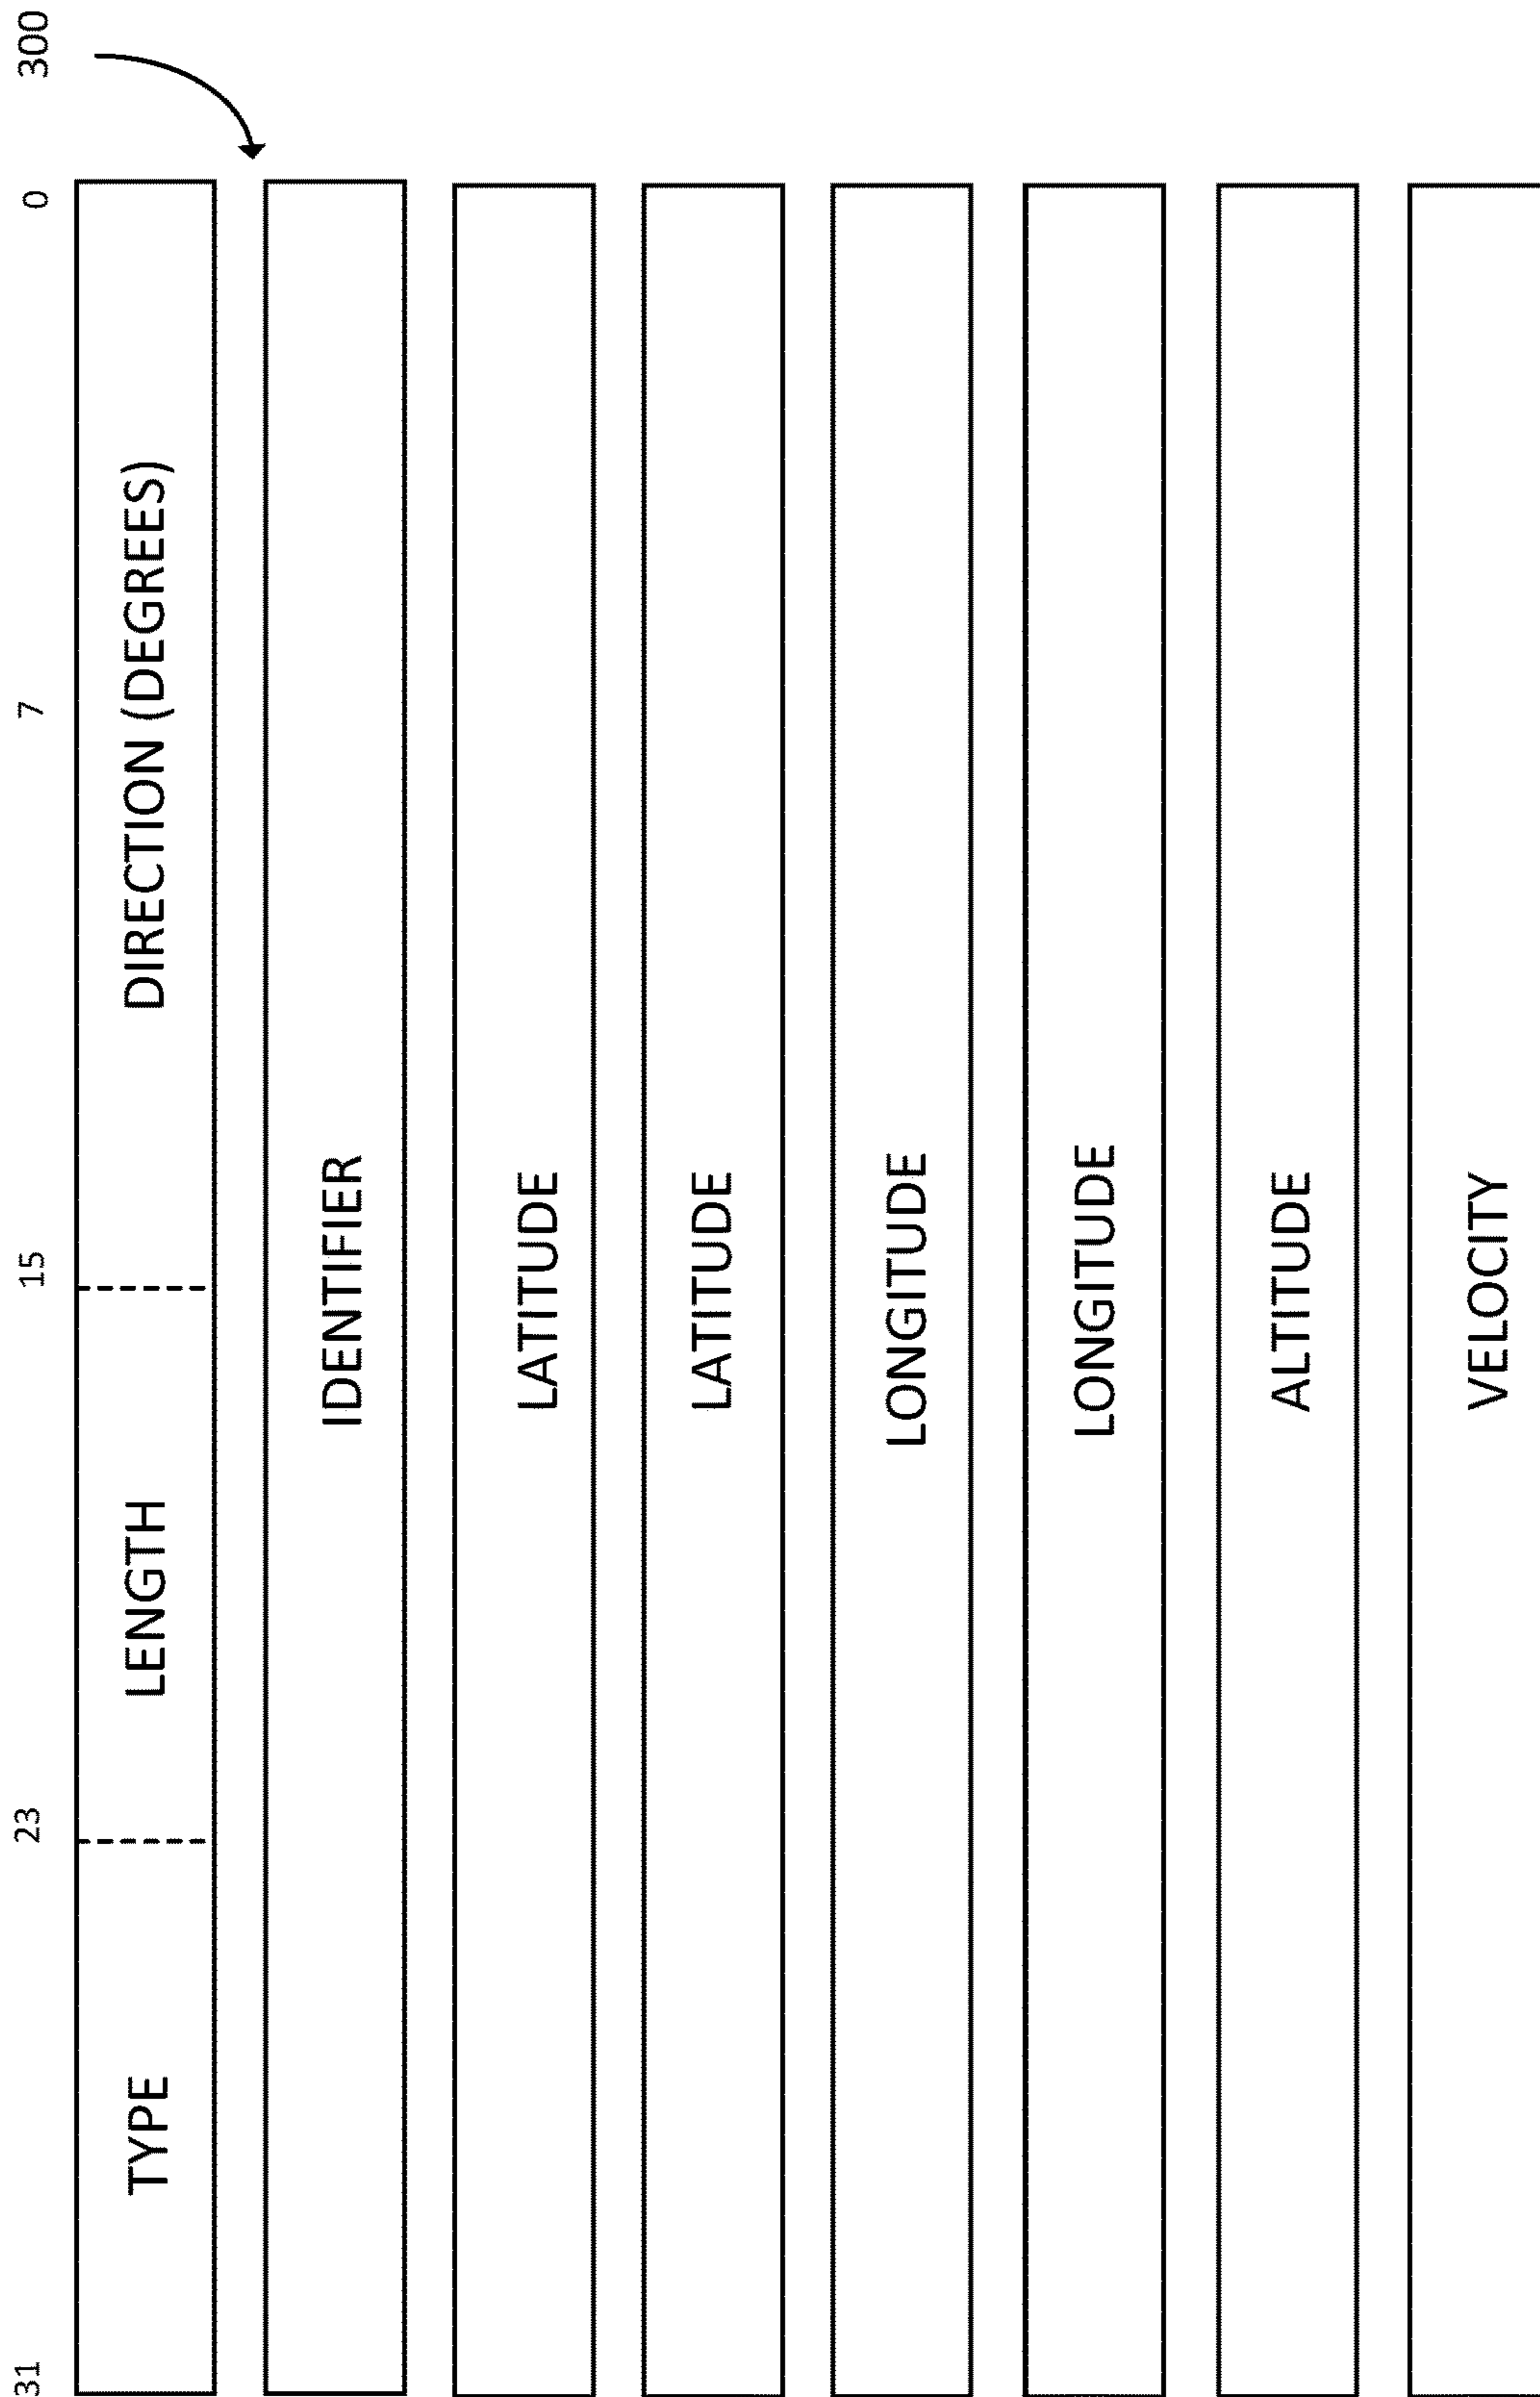 300
31 23 15 7 0
TYPE LENGTH DIRECTION (DEGREES)
IDENTIFIER
LATITUDE
LATITUDE
LONGITUDE
LONGITUDE
ALTITUDE
VELOCITY